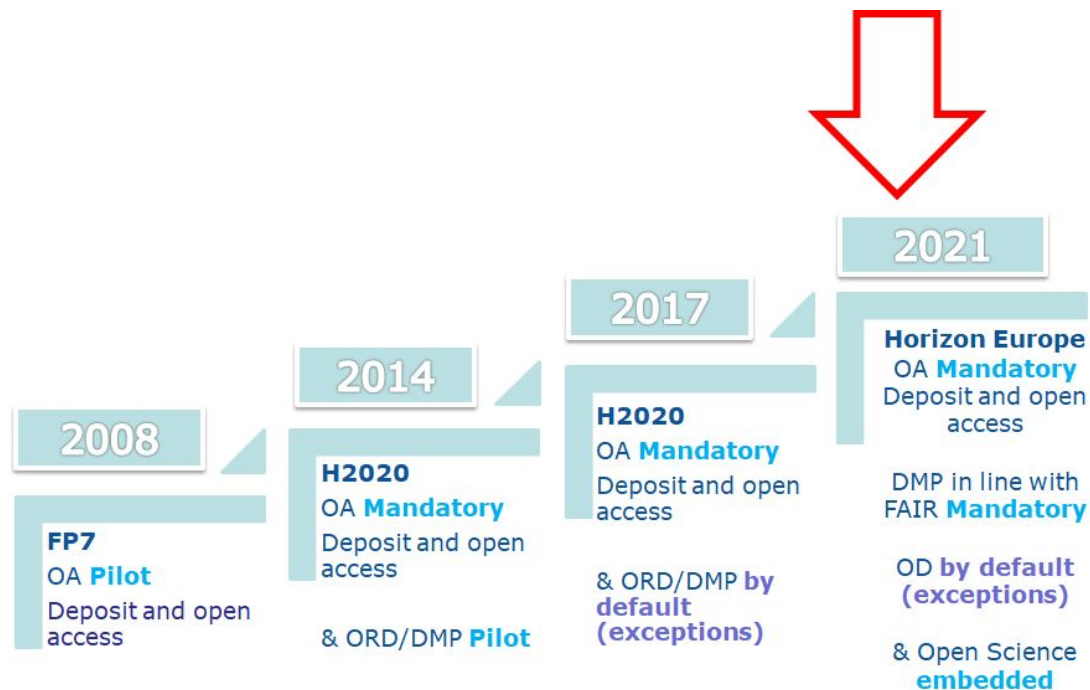 2008
FP7
OA Pilot
Deposit and open
access
2014
H2020
OA Mandatory
Deposit and open
access
& ORD/DMP Pilot
2017
H2020
OA Mandatory
Deposit and open
access
& ORD/DMP by
default
(exceptions)
2021
Horizon Europe
OA Mandatory
Deposit and open
access
DMP in line with
FAIR Mandatory
OD by default
(exceptions)
& Open Science
embedded